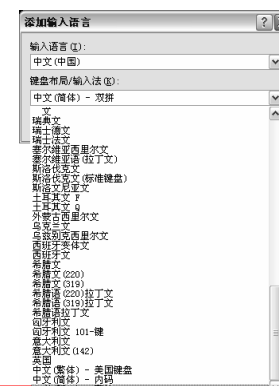 添加输入语言
输入语言(I):
中文(中国)
键盘布局/输入法(K):
中文(简体) - 双拼
文
瑞典文
瑞士德文
瑞士法文
塞尔维亚西里尔文
塞尔维亚语(拉丁文)
斯洛伐克文
斯洛伐克文(标准键盘)
斯洛文尼亚文
土耳其文 F
土耳其文 Q
外蒙古西里尔文
乌克兰文
乌兹别克西里尔文
西班牙变体文
西班牙文
希腊文
希腊文(220)
希腊文(319)
希腊语(220)拉丁文
希腊语(319)拉丁文
希腊语拉丁文
匈牙利文
匈牙利文 101-键
意大利文
意大利文(142)
英国
中文(繁体) - 美国键盘
中文(简体) - 内码